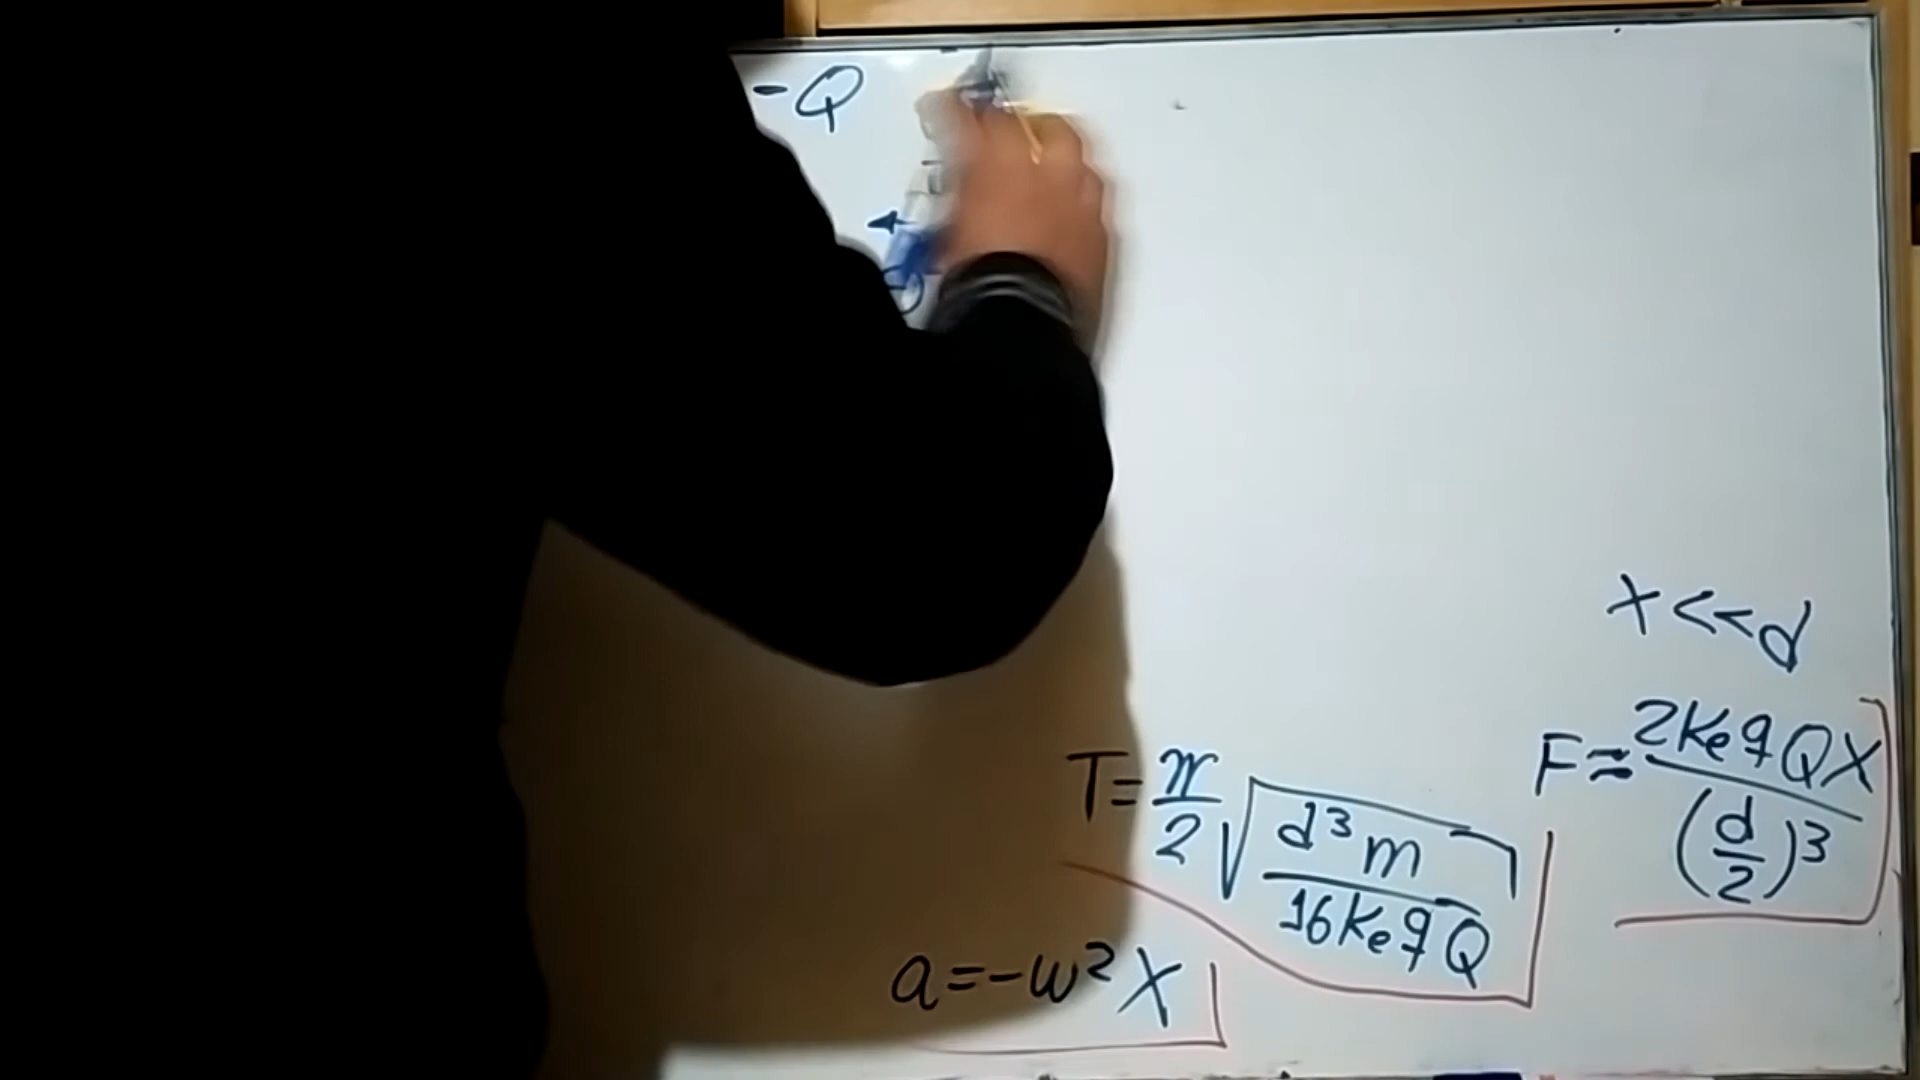 -Q
x<<d
F≈2KeqQX/(d/2)³
T=π/2√(d³m/16KeqQ)
a=-w²X